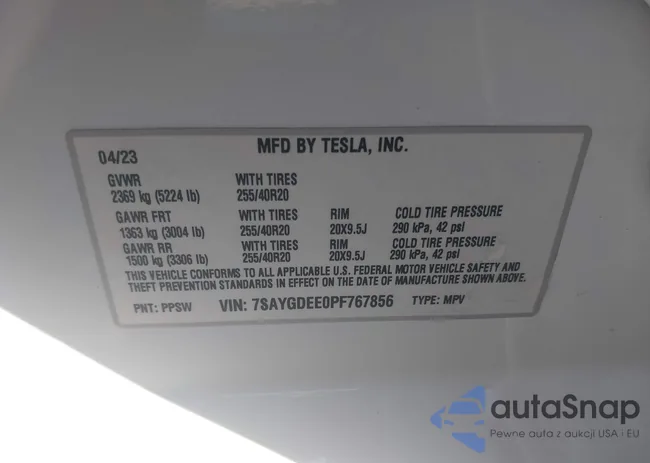 MFD BY TESLA, INC.
04/23
GVWR WITH TIRES
2369 kg (5224 lb) 255/40R20
GAWR FRT WITH TIRES RIM COLD TIRE PRESSURE
1363 kg (3004 lb) 255/40R20 20X9.5J 290 kPa, 42 psi
GAWR RR WITH TIRES RIM COLD TIRE PRESSURE
1500 kg (3306 lb) 255/40R20 20X9.5J 290 kPa, 42 psi
THIS VEHICLE CONFORMS TO ALL APPLICABLE U.S. FEDERAL MOTOR VEHICLE SAFETY AND
THEFT PREVENTION STANDARDS IN EFFECT ON THE DATE OF MANUFACTURE SHOWN ABOVE.
PNT: PPSW VIN: 7SAYGDEE0PF767856 TYPE: MPV
autaSnap
Pewne auta z aukcji USA i EU